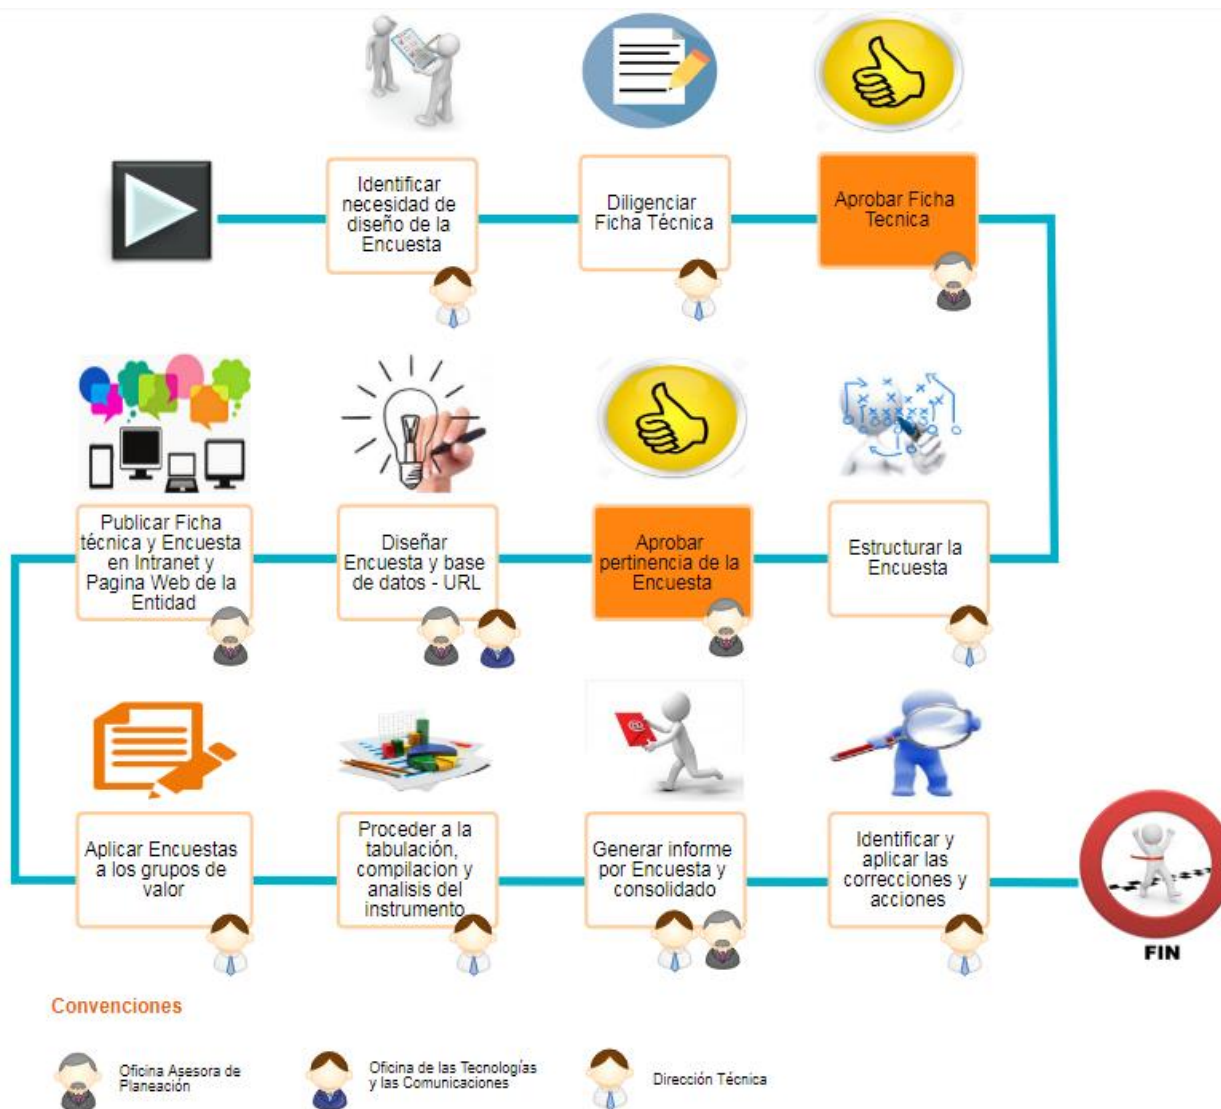 Identificar
necesidad de
diseño de la
Encuesta
Diligenciar
Ficha Técnica
Aprobar Ficha
Tecnica
Estructurar la
Encuesta
Aprobar
pertinencia de la
Encuesta
Diseñar
Encuesta y base
de datos - URL
Publicar Ficha
técnica y Encuesta
en Intranet y
Pagina Web de la
Entidad
Aplicar Encuestas
a los grupos de
valor
Proceder a la
tabulación,
compilacion y
analisis del
instrumento
Generar informe
por Encuesta y
consolidado
Identificar y
aplicar las
correcciones y
acciones
FIN
Convenciones
Oficina Asesora de
Planeación
Oficina de las Tecnologías
y las Comunicaciones
Dirección Técnica